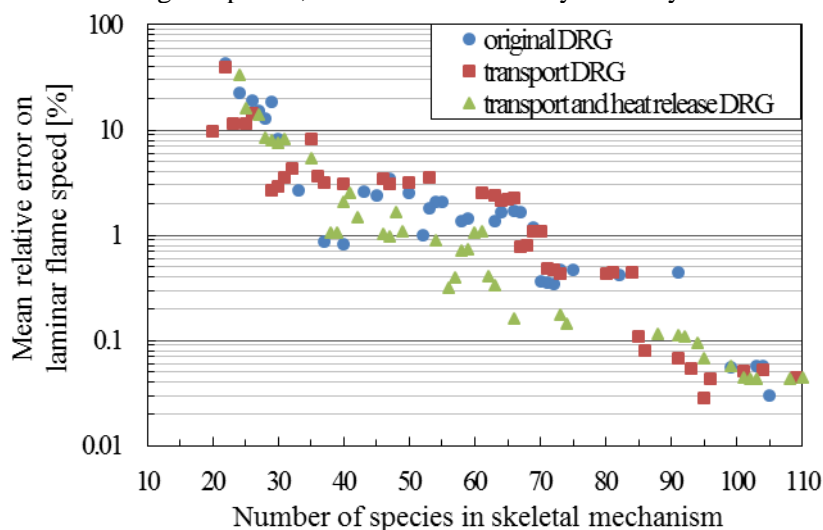 100
10
1
0.1
0.01
Mean relative error on
laminar flame speed [%]
original DRG
transport DRG
transport and heat release DRG
10 20 30 40 50 60 70 80 90 100 110
Number of species in skeletal mechanism